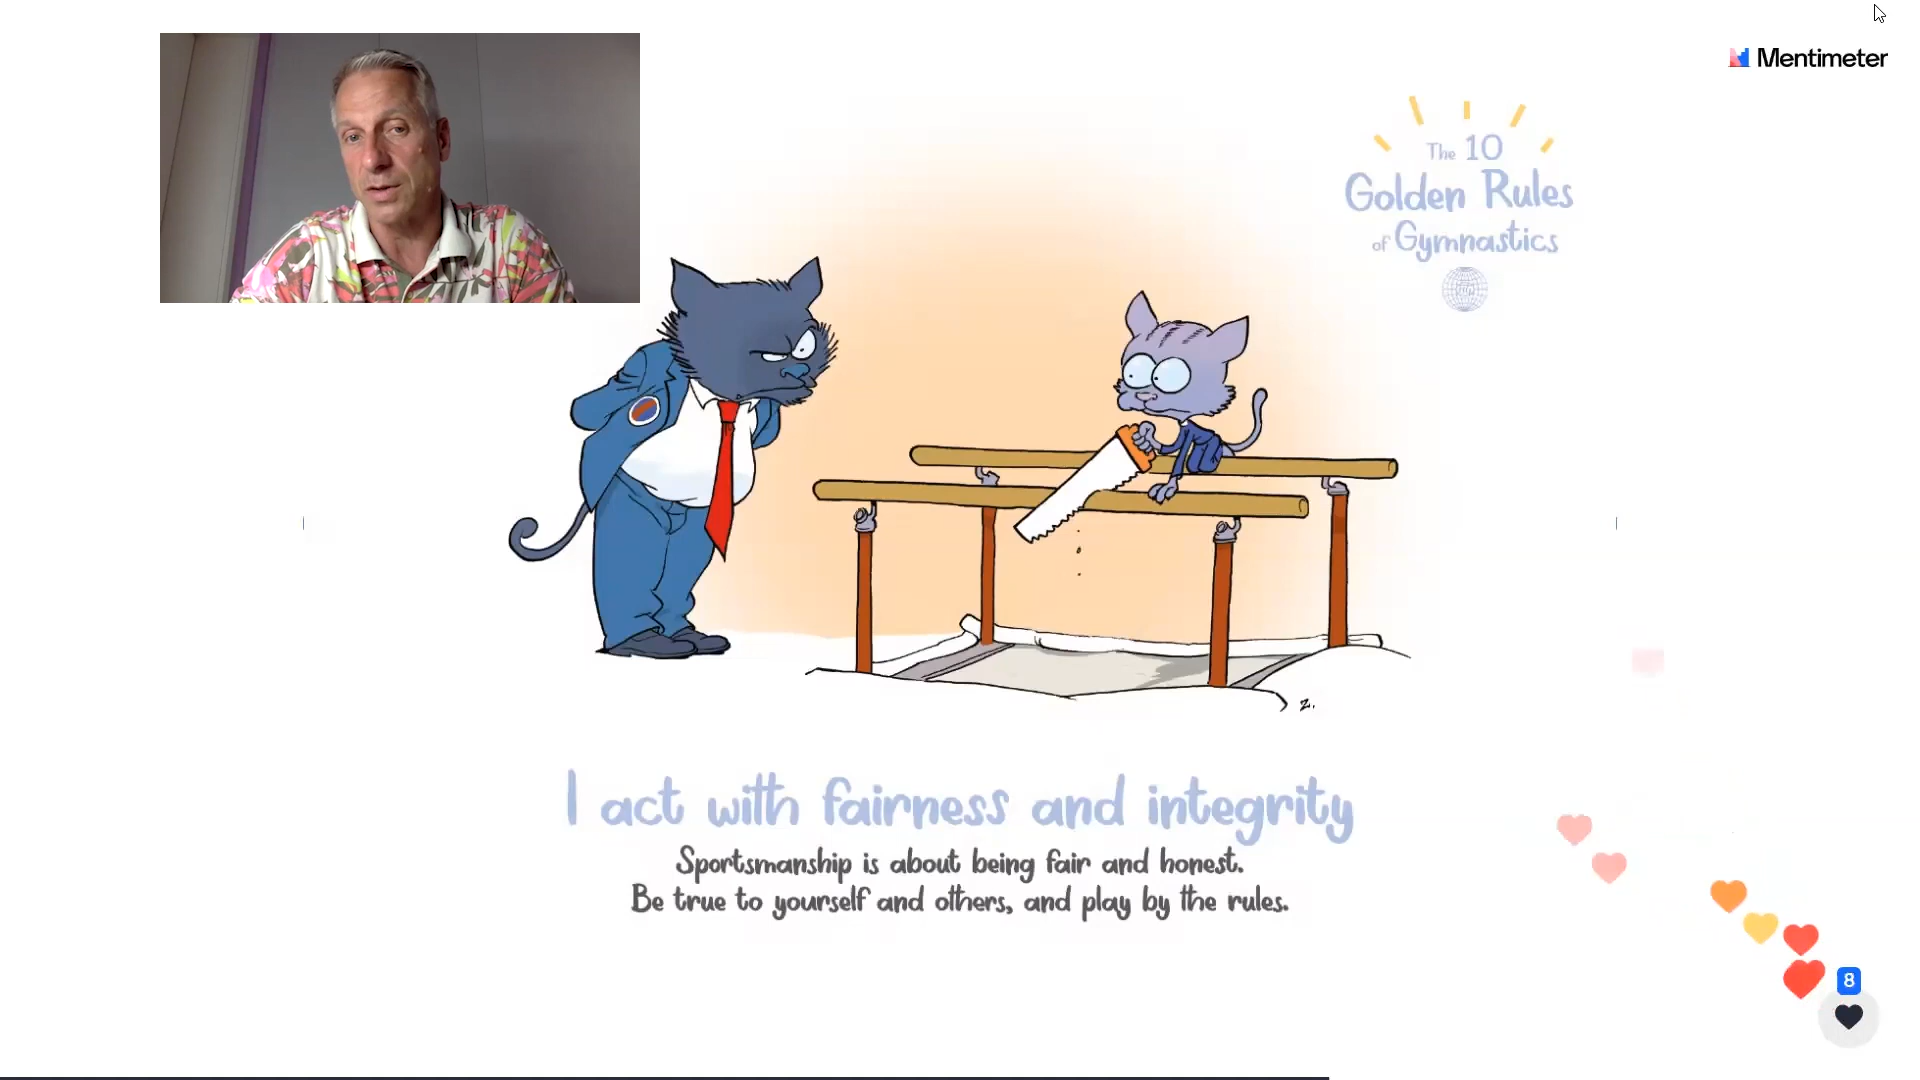 Mentimeter
The 10
Golden Rules
of Gymnastics
z.
I act with fairness and integrity
Sportsmanship is about being fair and honest.
Be true to yourself and others, and play by the rules.
8